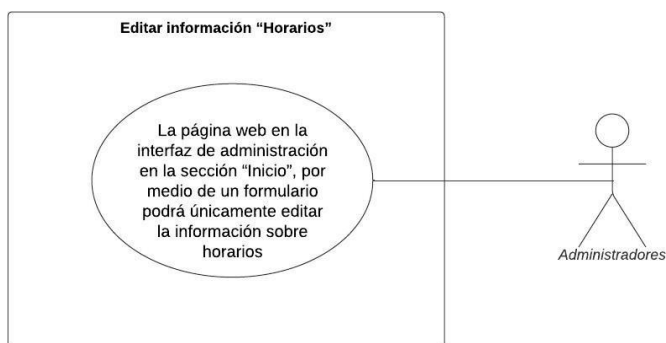 Editar información “Horarios”
La página web en la
interfaz de administración
en la sección “Inicio”, por
medio de un formulario
podrá únicamente editar
la información sobre
horarios
Administradores